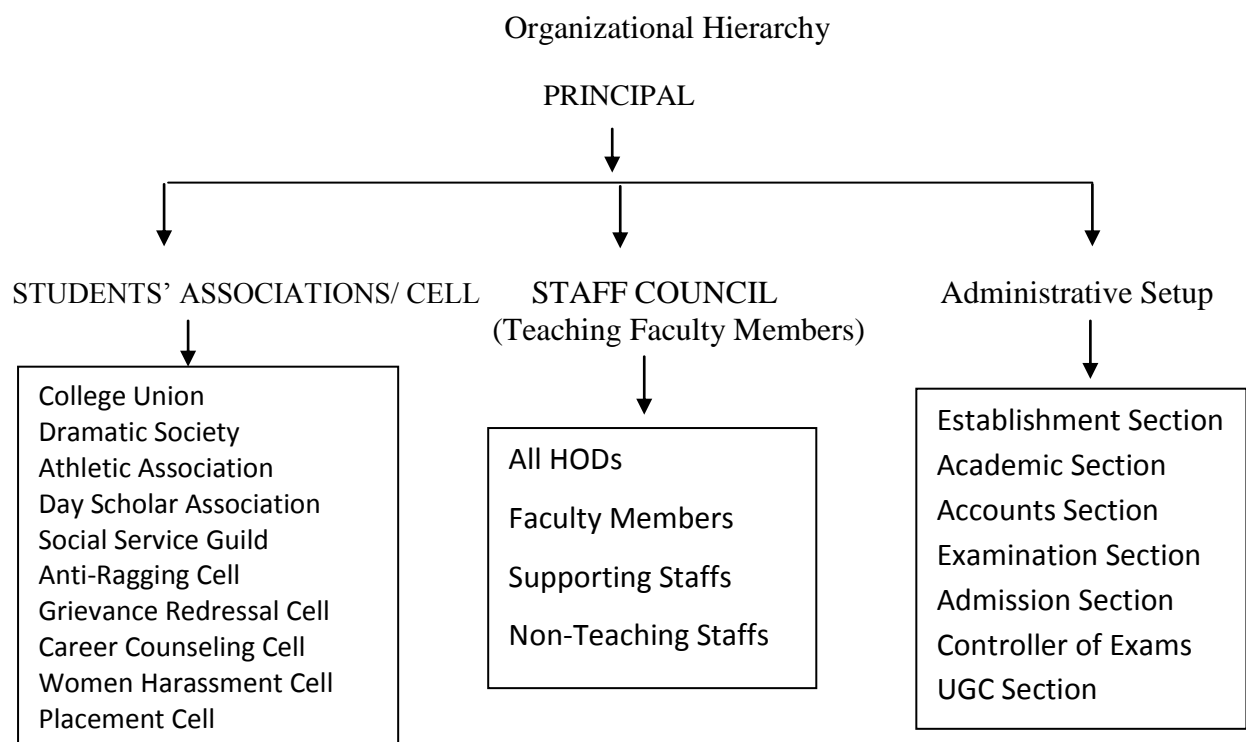 Organizational Hierarchy
PRINCIPAL
STUDENTS’ ASSOCIATIONS/ CELL
College Union
Dramatic Society
Athletic Association
Day Scholar Association
Social Service Guild
Anti-Ragging Cell
Grievance Redressal Cell
Career Counseling Cell
Women Harassment Cell
Placement Cell
STAFF COUNCIL
(Teaching Faculty Members)
All HODs
Faculty Members
Supporting Staffs
Non-Teaching Staffs
Administrative Setup
Establishment Section
Academic Section
Accounts Section
Examination Section
Admission Section
Controller of Exams
UGC Section